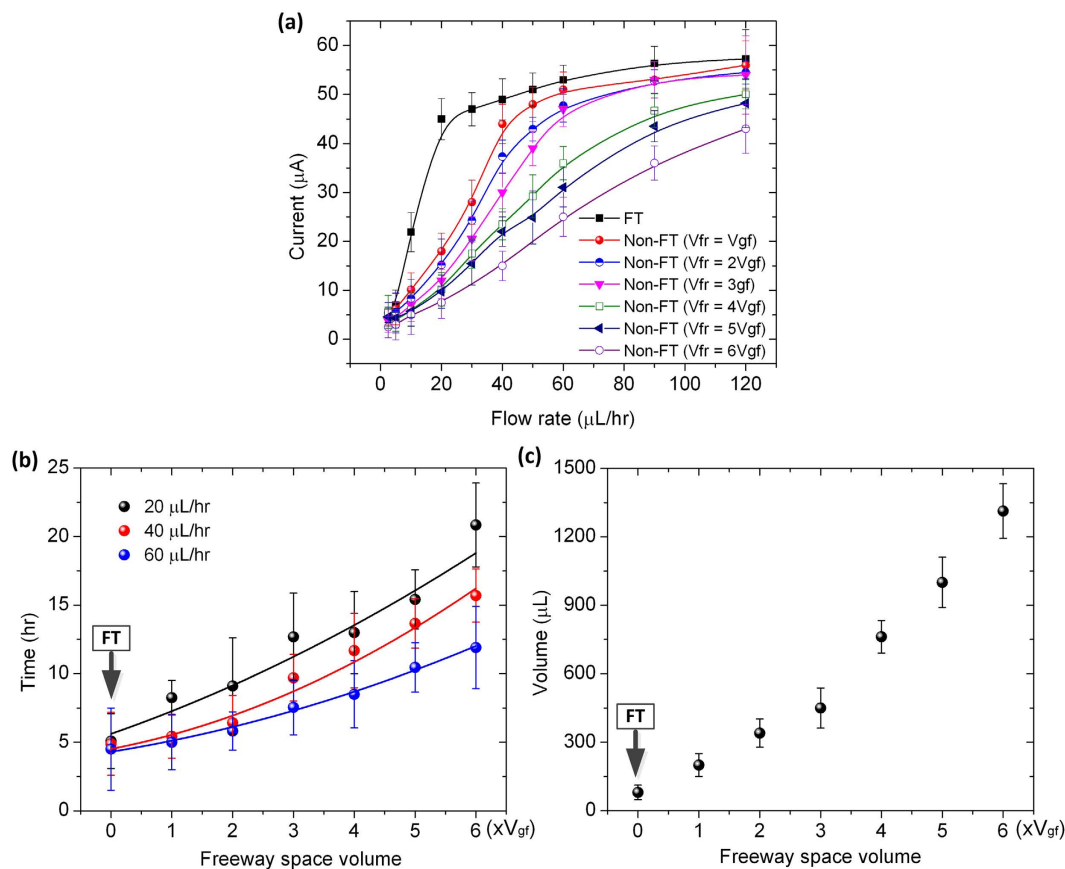 (a)
60
50
40
30
20
10
0
Current (μA)
FT
Non-FT (Vfr = Vgf)
Non-FT (Vfr = 2Vgf)
Non-FT (Vfr = 3gf)
Non-FT (Vfr = 4Vgf)
Non-FT (Vfr = 5Vgf)
Non-FT (Vfr = 6Vgf)
0 20 40 60 80 100 120
Flow rate (μL/hr)
(b)
25
20
15
10
5
0
Time (hr)
20 μL/hr
40 μL/hr
60 μL/hr
FT
0 1 2 3 4 5 6 (xVgf)
Freeway space volume
(c)
1500
1200
900
600
300
0
Volume (μL)
FT
0 1 2 3 4 5 6 (xVgf)
Freeway space volume